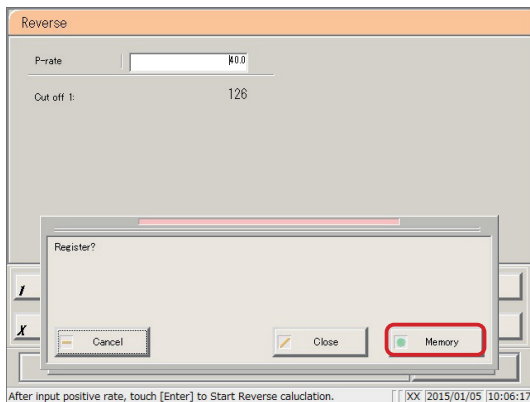 Reverse
P-rate 40.0
Cut off 1: 126
Register?
1
X
Cancel Close Memory
After input positive rate, touch [Enter] to Start Reverse caluclation. XX 2015/01/05 10:06:17